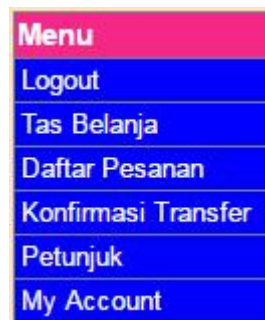 Menu
Logout
Tas Belanja
Daftar Pesanan
Konfirmasi Transfer
Petunjuk
My Account